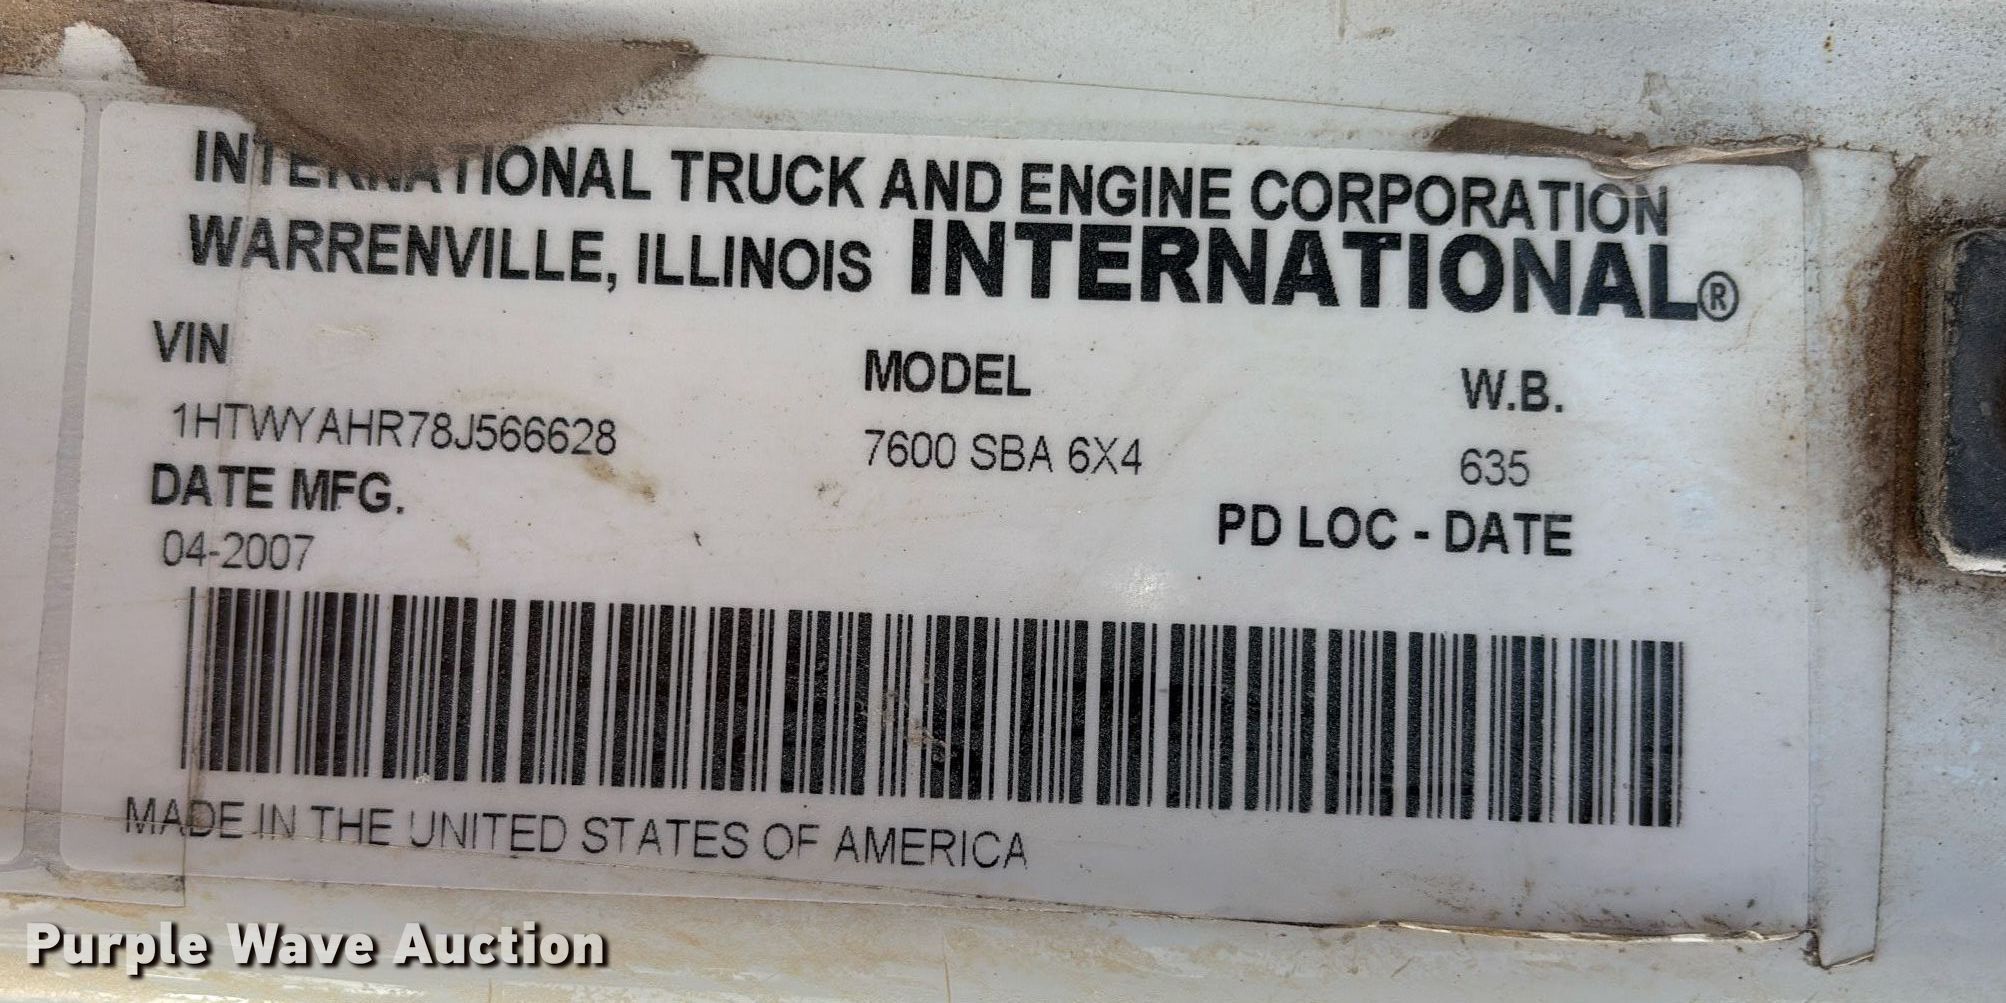 INTERNATIONAL TRUCK AND ENGINE CORPORATION
WARRENVILLE, ILLINOIS INTERNATIONAL®
VIN MODEL W.B.
1HTWYAHR78J566628 7600 SBA 6X4 635
DATE MFG. PD LOC - DATE
04-2007
MADE IN THE UNITED STATES OF AMERICA
Purple Wave Auction